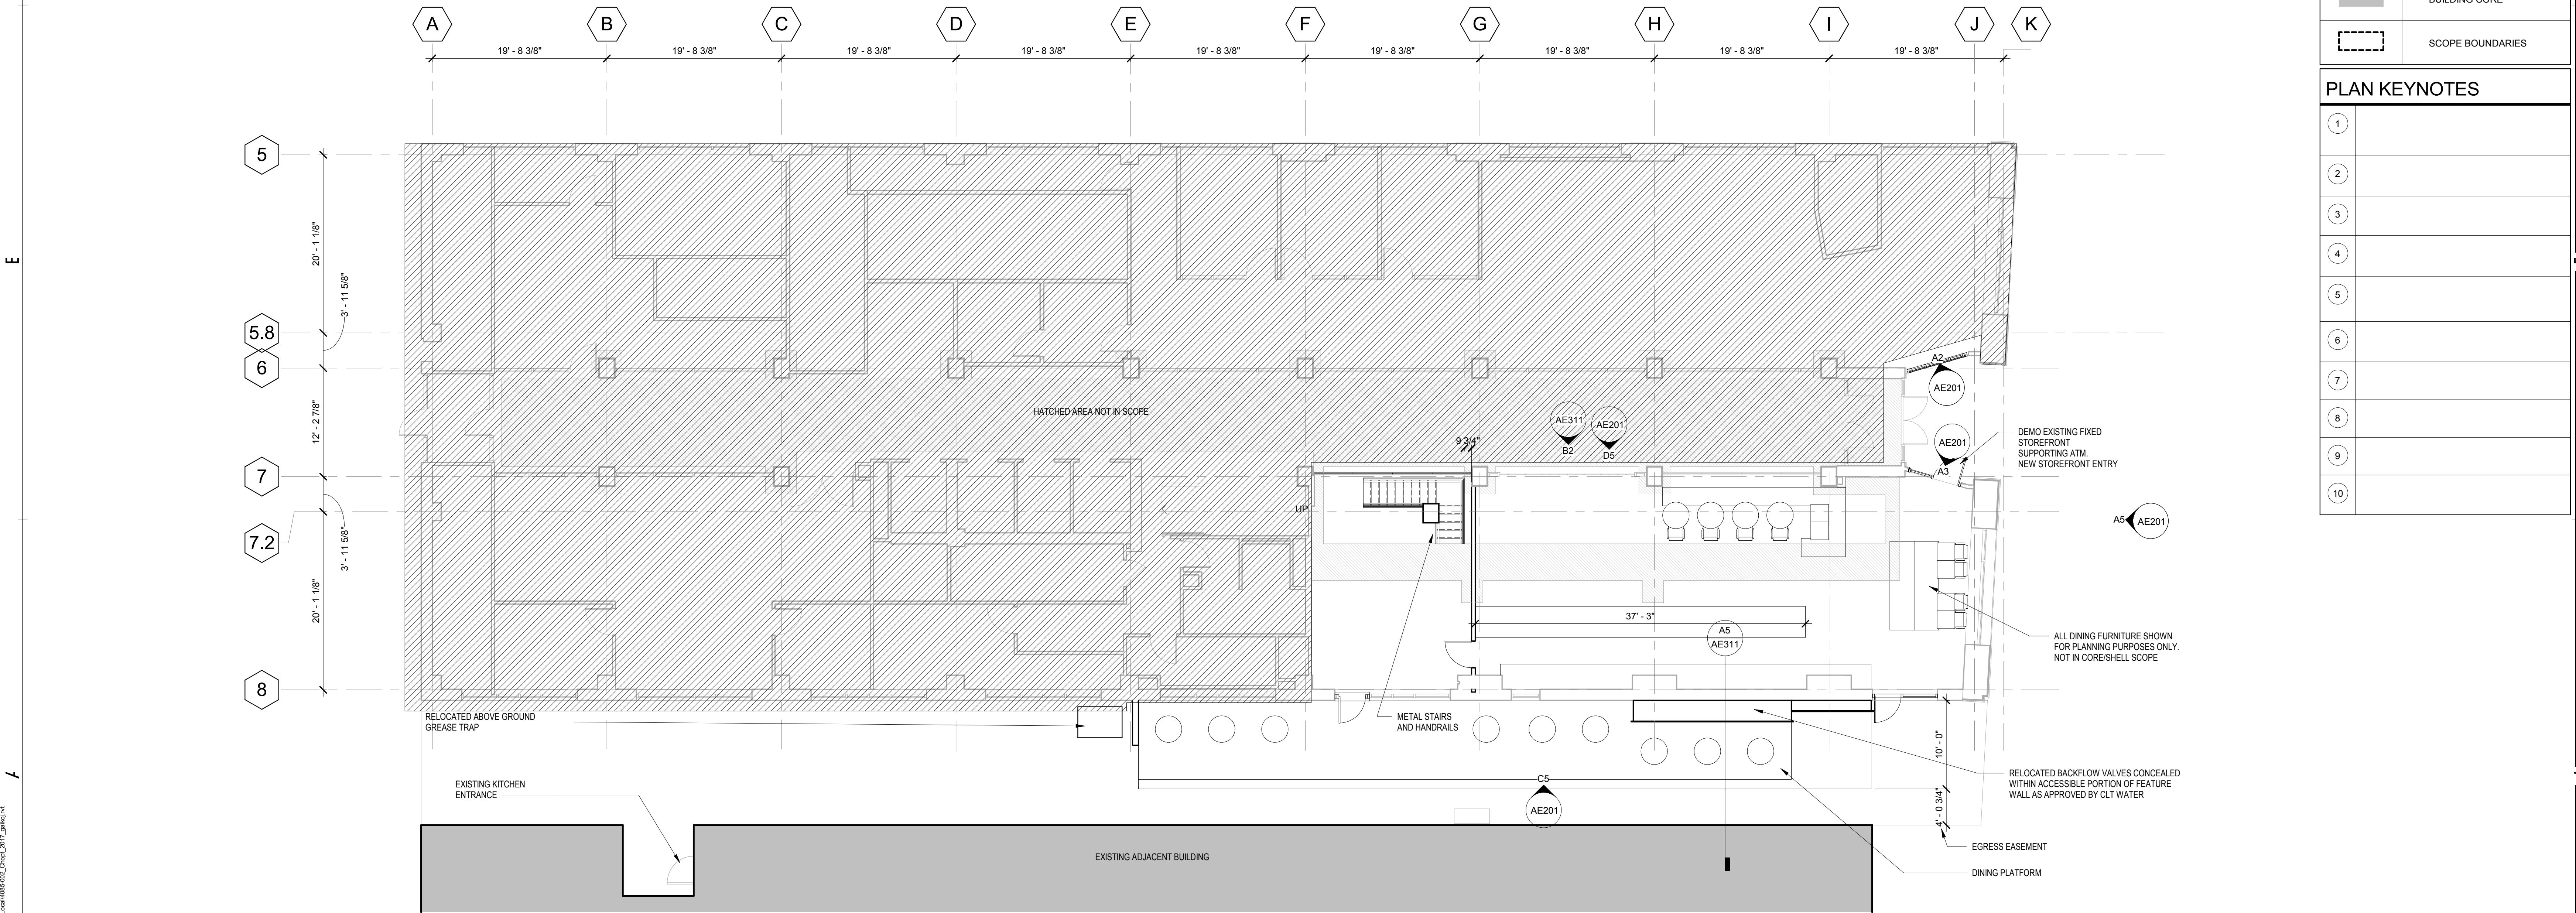 A B C D E F G H I J K
BUILDING CORE
SCOPE BOUNDARIES
19' - 8 3/8" 19' - 8 3/8" 19' - 8 3/8" 19' - 8 3/8" 19' - 8 3/8" 19' - 8 3/8" 19' - 8 3/8" 19' - 8 3/8" 19' - 8 3/8"
PLAN KEYNOTES
1
2
3
4
5
6
7
8
9
10
5
20' - 1 1/8"
3' - 11 5/8"
5.8
6
12' - 2 7/8"
7
3' - 11 5/8"
7.2
20' - 1 1/8"
8
E
HATCHED AREA NOT IN SCOPE
9 3/4"
AE311
B2
AE201
D5
A2
AE201
AE201
A3
DEMO EXISTING FIXED
STOREFRONT
SUPPORTING ATM.
NEW STOREFRONT ENTRY
UP
A5
AE201
37' - 3"
A5
AE311
ALL DINING FURNITURE SHOWN
FOR PLANNING PURPOSES ONLY.
NOT IN CORE/SHELL SCOPE
RELOCATED ABOVE GROUND
GREASE TRAP
METAL STAIRS
AND HANDRAILS
10' - 0"
C5
AE201
RELOCATED BACKFLOW VALVES CONCEALED
WITHIN ACCESSIBLE PORTION OF FEATURE
WALL AS APPROVED BY CLT WATER
EXISTING KITCHEN
ENTRANCE
4' - 0 3/4"
EGRESS EASEMENT
EXISTING ADJACENT BUILDING
DINING PLATFORM